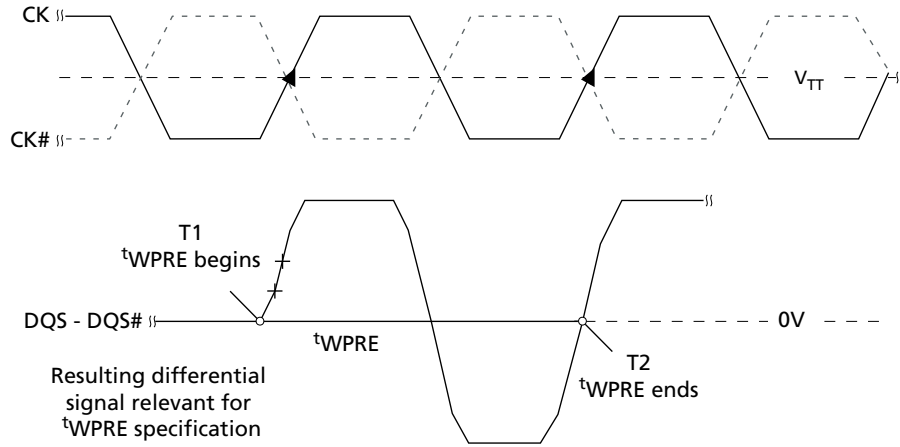 CK
V_TT
CK#
T1
ᵗWPRE begins
DQS - DQS#
0V
ᵗWPRE
T2
ᵗWPRE ends
Resulting differential
signal relevant for
ᵗWPRE specification